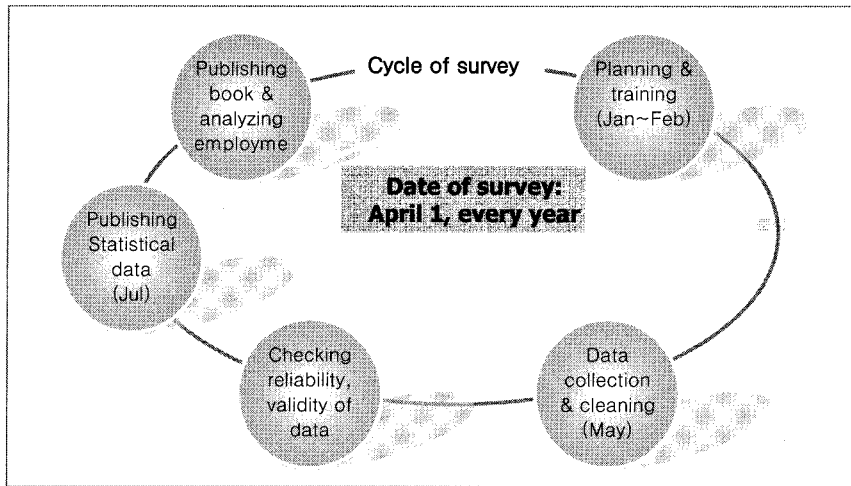 Cycle of survey
Planning &
training
(Jan~Feb)
Date of survey:
April 1, every year
Data
collection
& cleaning
(May)
Checking
reliability,
validity of
data
Publishing
Statistical
data
(Jul)
Publishing
book &
analyzing
employme